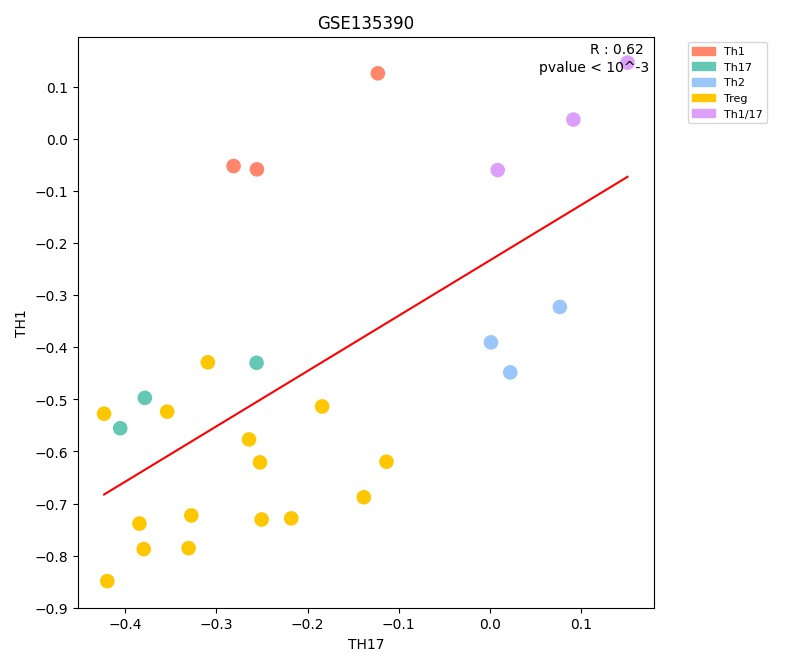 GSE135390
R : 0.62
pvalue < 10^-3
Th1
Th17
Th2
Treg
Th1/17
TH1
0.1
0.0
−0.1
−0.2
−0.3
−0.4
−0.5
−0.6
−0.7
−0.8
−0.9
−0.4 −0.3 −0.2 −0.1 0.0 0.1
TH17